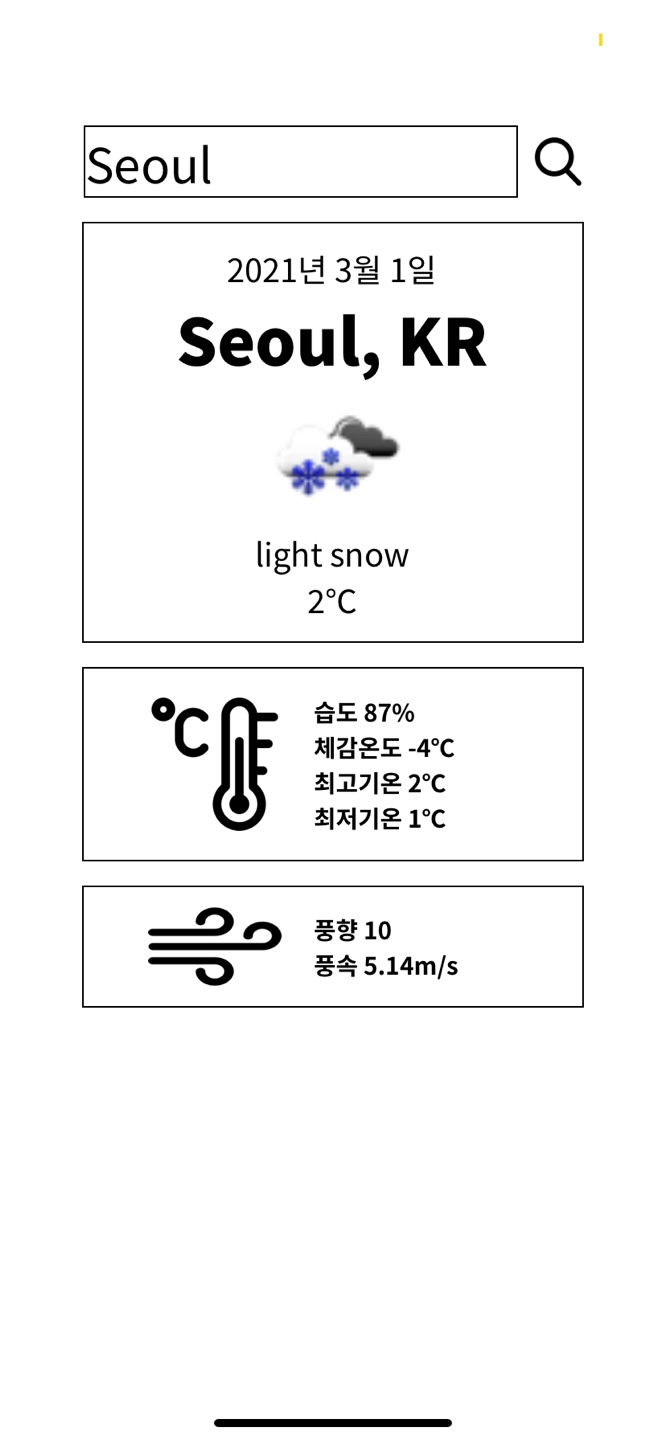 Seoul
2021년 3월 1일
Seoul, KR
light snow
2°C
°C
습도 87%
체감온도 -4°C
최고기온 2°C
최저기온 1°C
풍향 10
풍속 5.14m/s